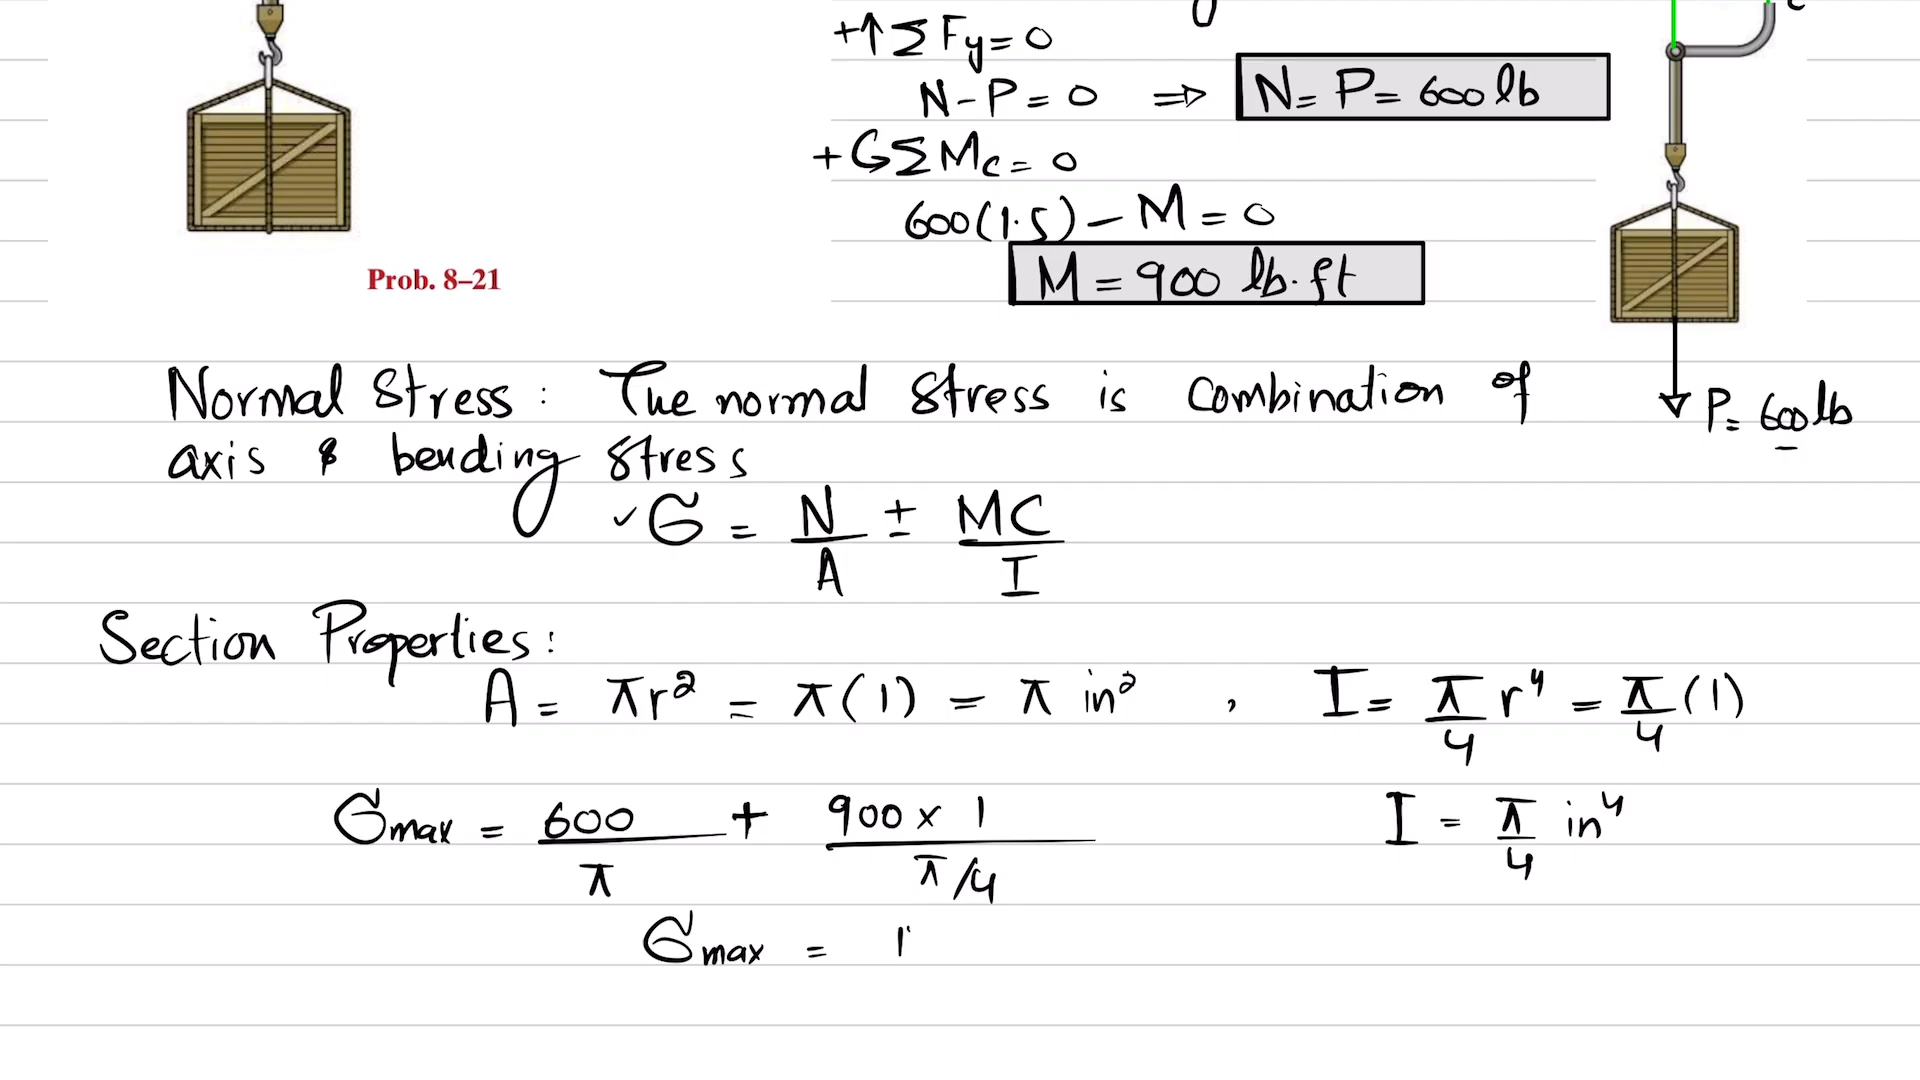 +↑ΣFy = 0
N - P = 0 ⇒ N = P = 600 lb
+↺ΣMc = 0
600(1.5) - M = 0
M = 900 lb.ft
Prob. 8–21
P = 600 lb
Normal Stress : The normal stress is combination of
axis & bending stress
✓σ = N/A ± MC/I
Section Properties:
A = πr² = π(1) = π in² , I = π/4 r⁴ = π/4 (1)
I = π/4 in⁴
σmax = 600/π + 900 x 1 / π/4
σmax = 1